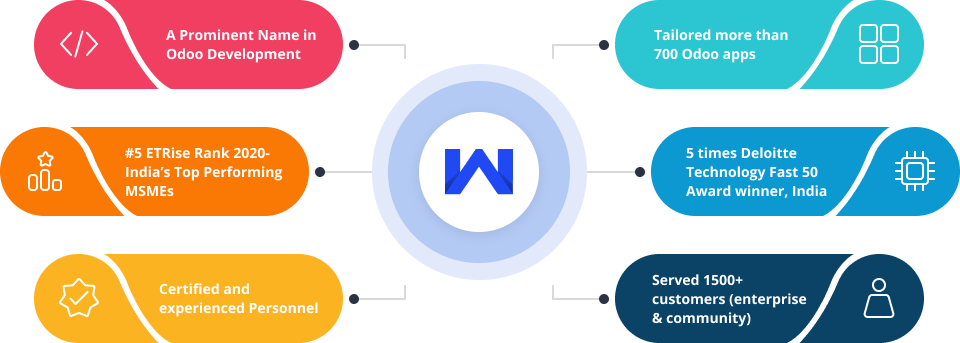 A Prominent Name in
Odoo Development
Tailored more than
700 Odoo apps
#5 ETRise Rank 2020-
India’s Top Performing
MSMEs
5 times Deloitte
Technology Fast 50
Award winner, India
Certified and
experienced Personnel
Served 1500+
customers (enterprise
& community)